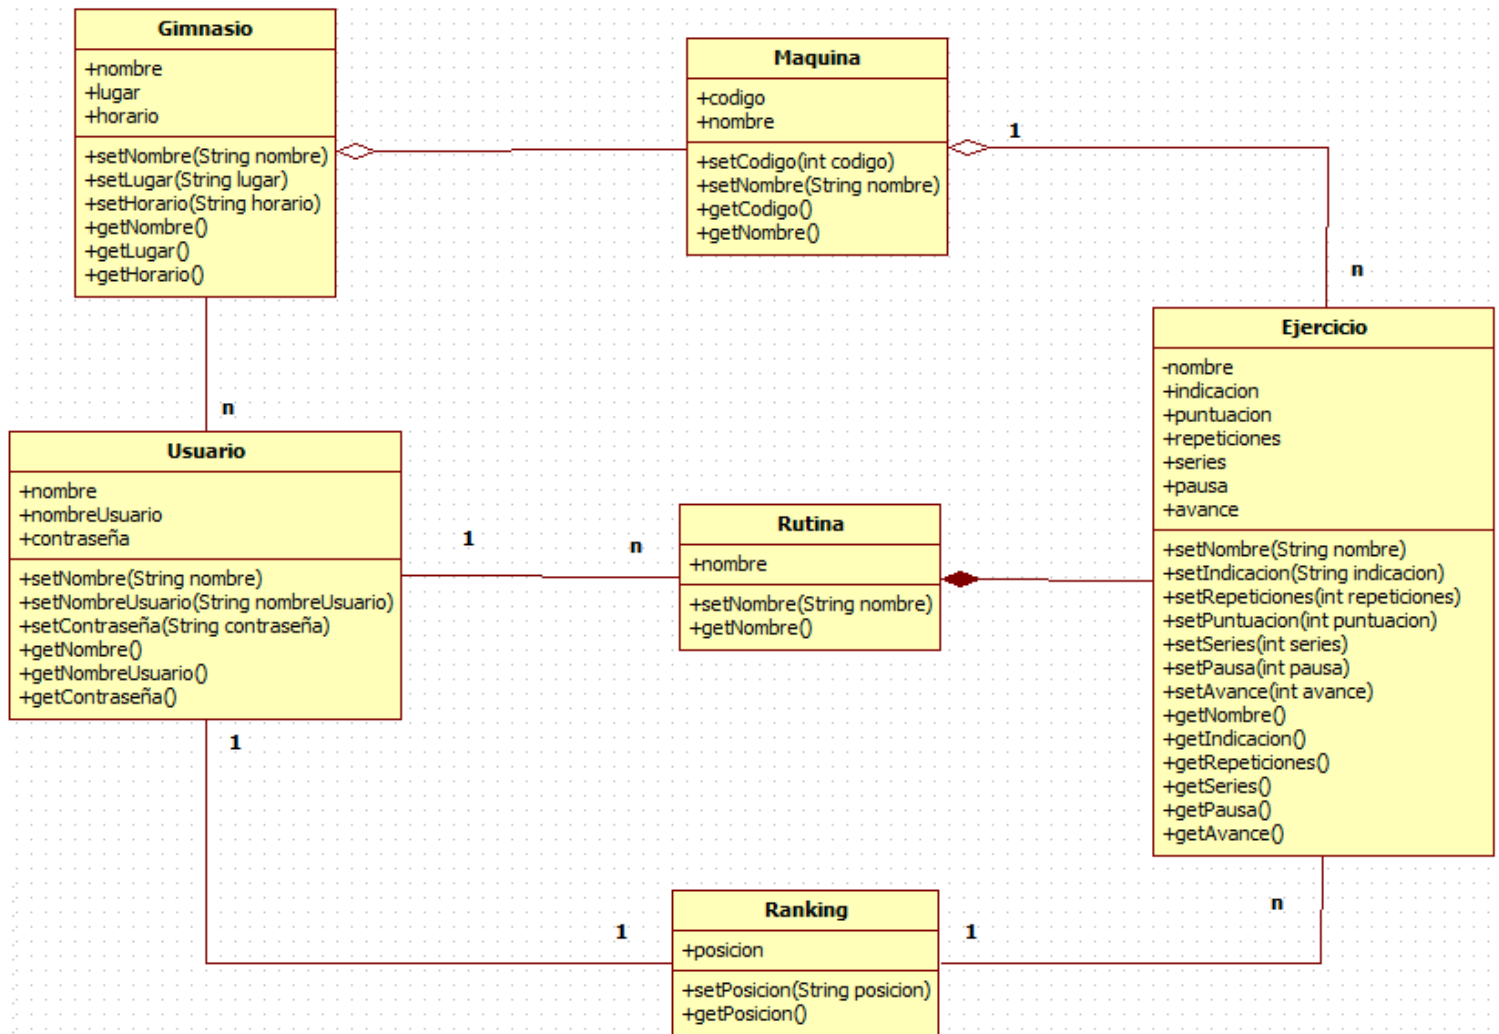 Gimnasio
+nombre
+lugar
+horario
+setNombre(String nombre)
+setLugar(String lugar)
+setHorario(String horario)
+getNombre()
+getLugar()
+getHorario()
Maquina
+codigo
+nombre
+setCodigo(int codigo)
+setNombre(String nombre)
+getCodigo()
+getNombre()
1
n
Ejercicio
-nombre
+indicacion
+puntuacion
+repeticiones
+series
+pausa
+avance
+setNombre(String nombre)
+setIndicacion(String indicacion)
+setRepeticiones(int repeticiones)
+setPuntuacion(int puntuacion)
+setSeries(int series)
+setPausa(int pausa)
+setAvance(int avance)
+getNombre()
+getIndicacion()
+getRepeticiones()
+getSeries()
+getPausa()
+getAvance()
n
Usuario
+nombre
+nombreUsuario
+contraseña
+setNombre(String nombre)
+setNombreUsuario(String nombreUsuario)
+setContraseña(String contraseña)
+getNombre()
+getNombreUsuario()
+getContraseña()
1
n
Rutina
+nombre
+setNombre(String nombre)
+getNombre()
1
1
Ranking
+posicion
+setPosicion(String posicion)
+getPosicion()
1
n